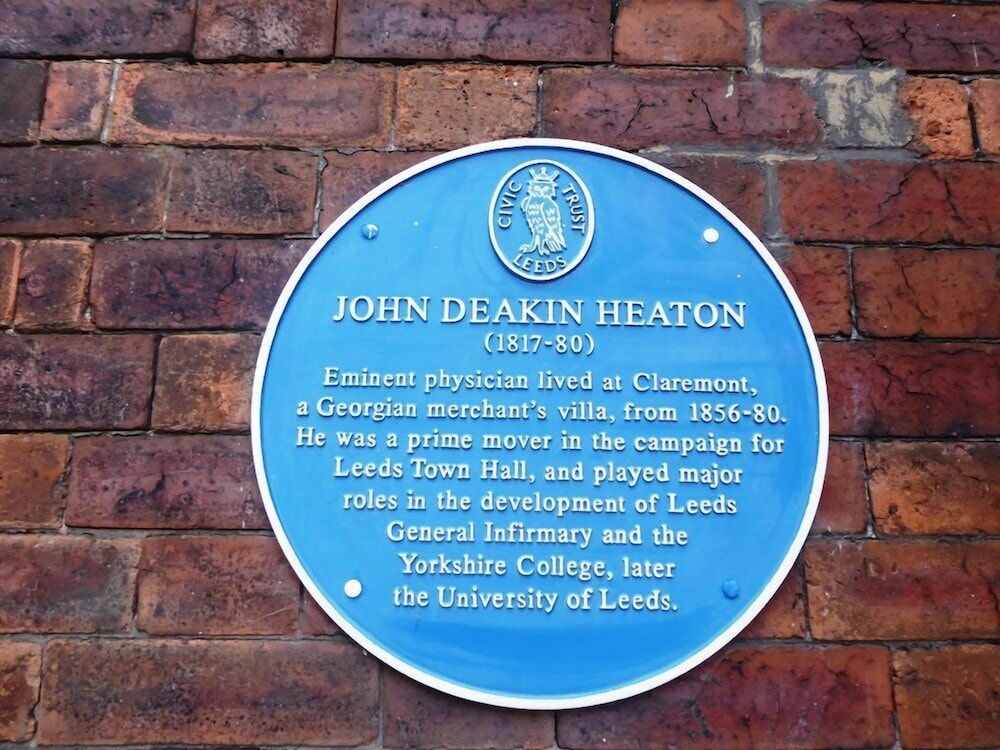 CIVIC TRUST
LEEDS
JOHN DEAKIN HEATON
(1817-80)
Eminent physician lived at Claremont,
a Georgian merchant's villa, from 1856-80.
He was a prime mover in the campaign for
Leeds Town Hall, and played major
roles in the development of Leeds
General Infirmary and the
Yorkshire College, later
the University of Leeds.